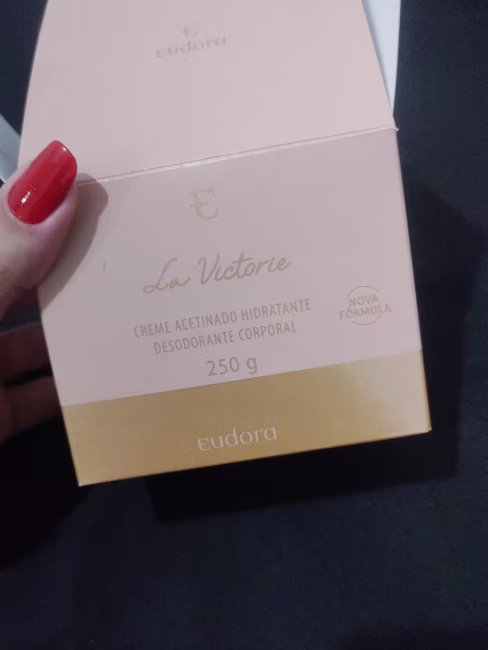 eudora
E
La Victorie
CREME ACETINADO HIDRATANTE
DESODORANTE CORPORAL
250 g
NOVA
FÓRMULA
eudora